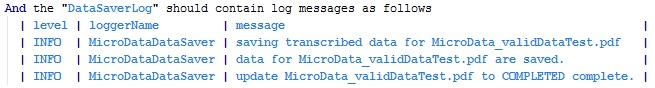 And the "DataSaverLog" should contain log messages as follows
| level | loggerName | message |
| INFO | MicroDataDataSaver | saving transcribed data for MicroData_validDataTest.pdf |
| INFO | MicroDataDataSaver | data for MicroData_validDataTest.pdf are saved. |
| INFO | MicroDataDataSaver | update MicroData_validDataTest.pdf to COMPLETED complete. |